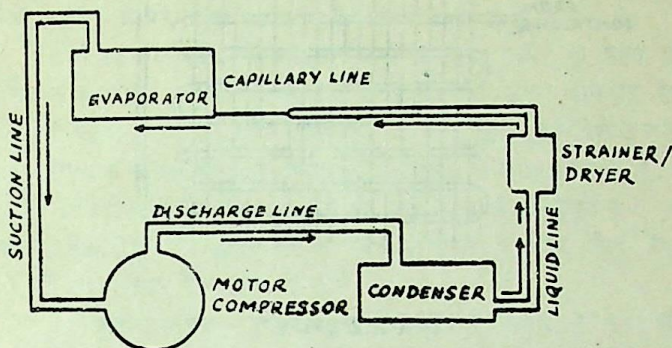 CAPILLARY LINE
EVAPORATOR
STRAINER/
DRYER
SUCTION LINE
DISCHARGE LINE
LIQUID LINE
MOTOR
COMPRESSOR
CONDENSER